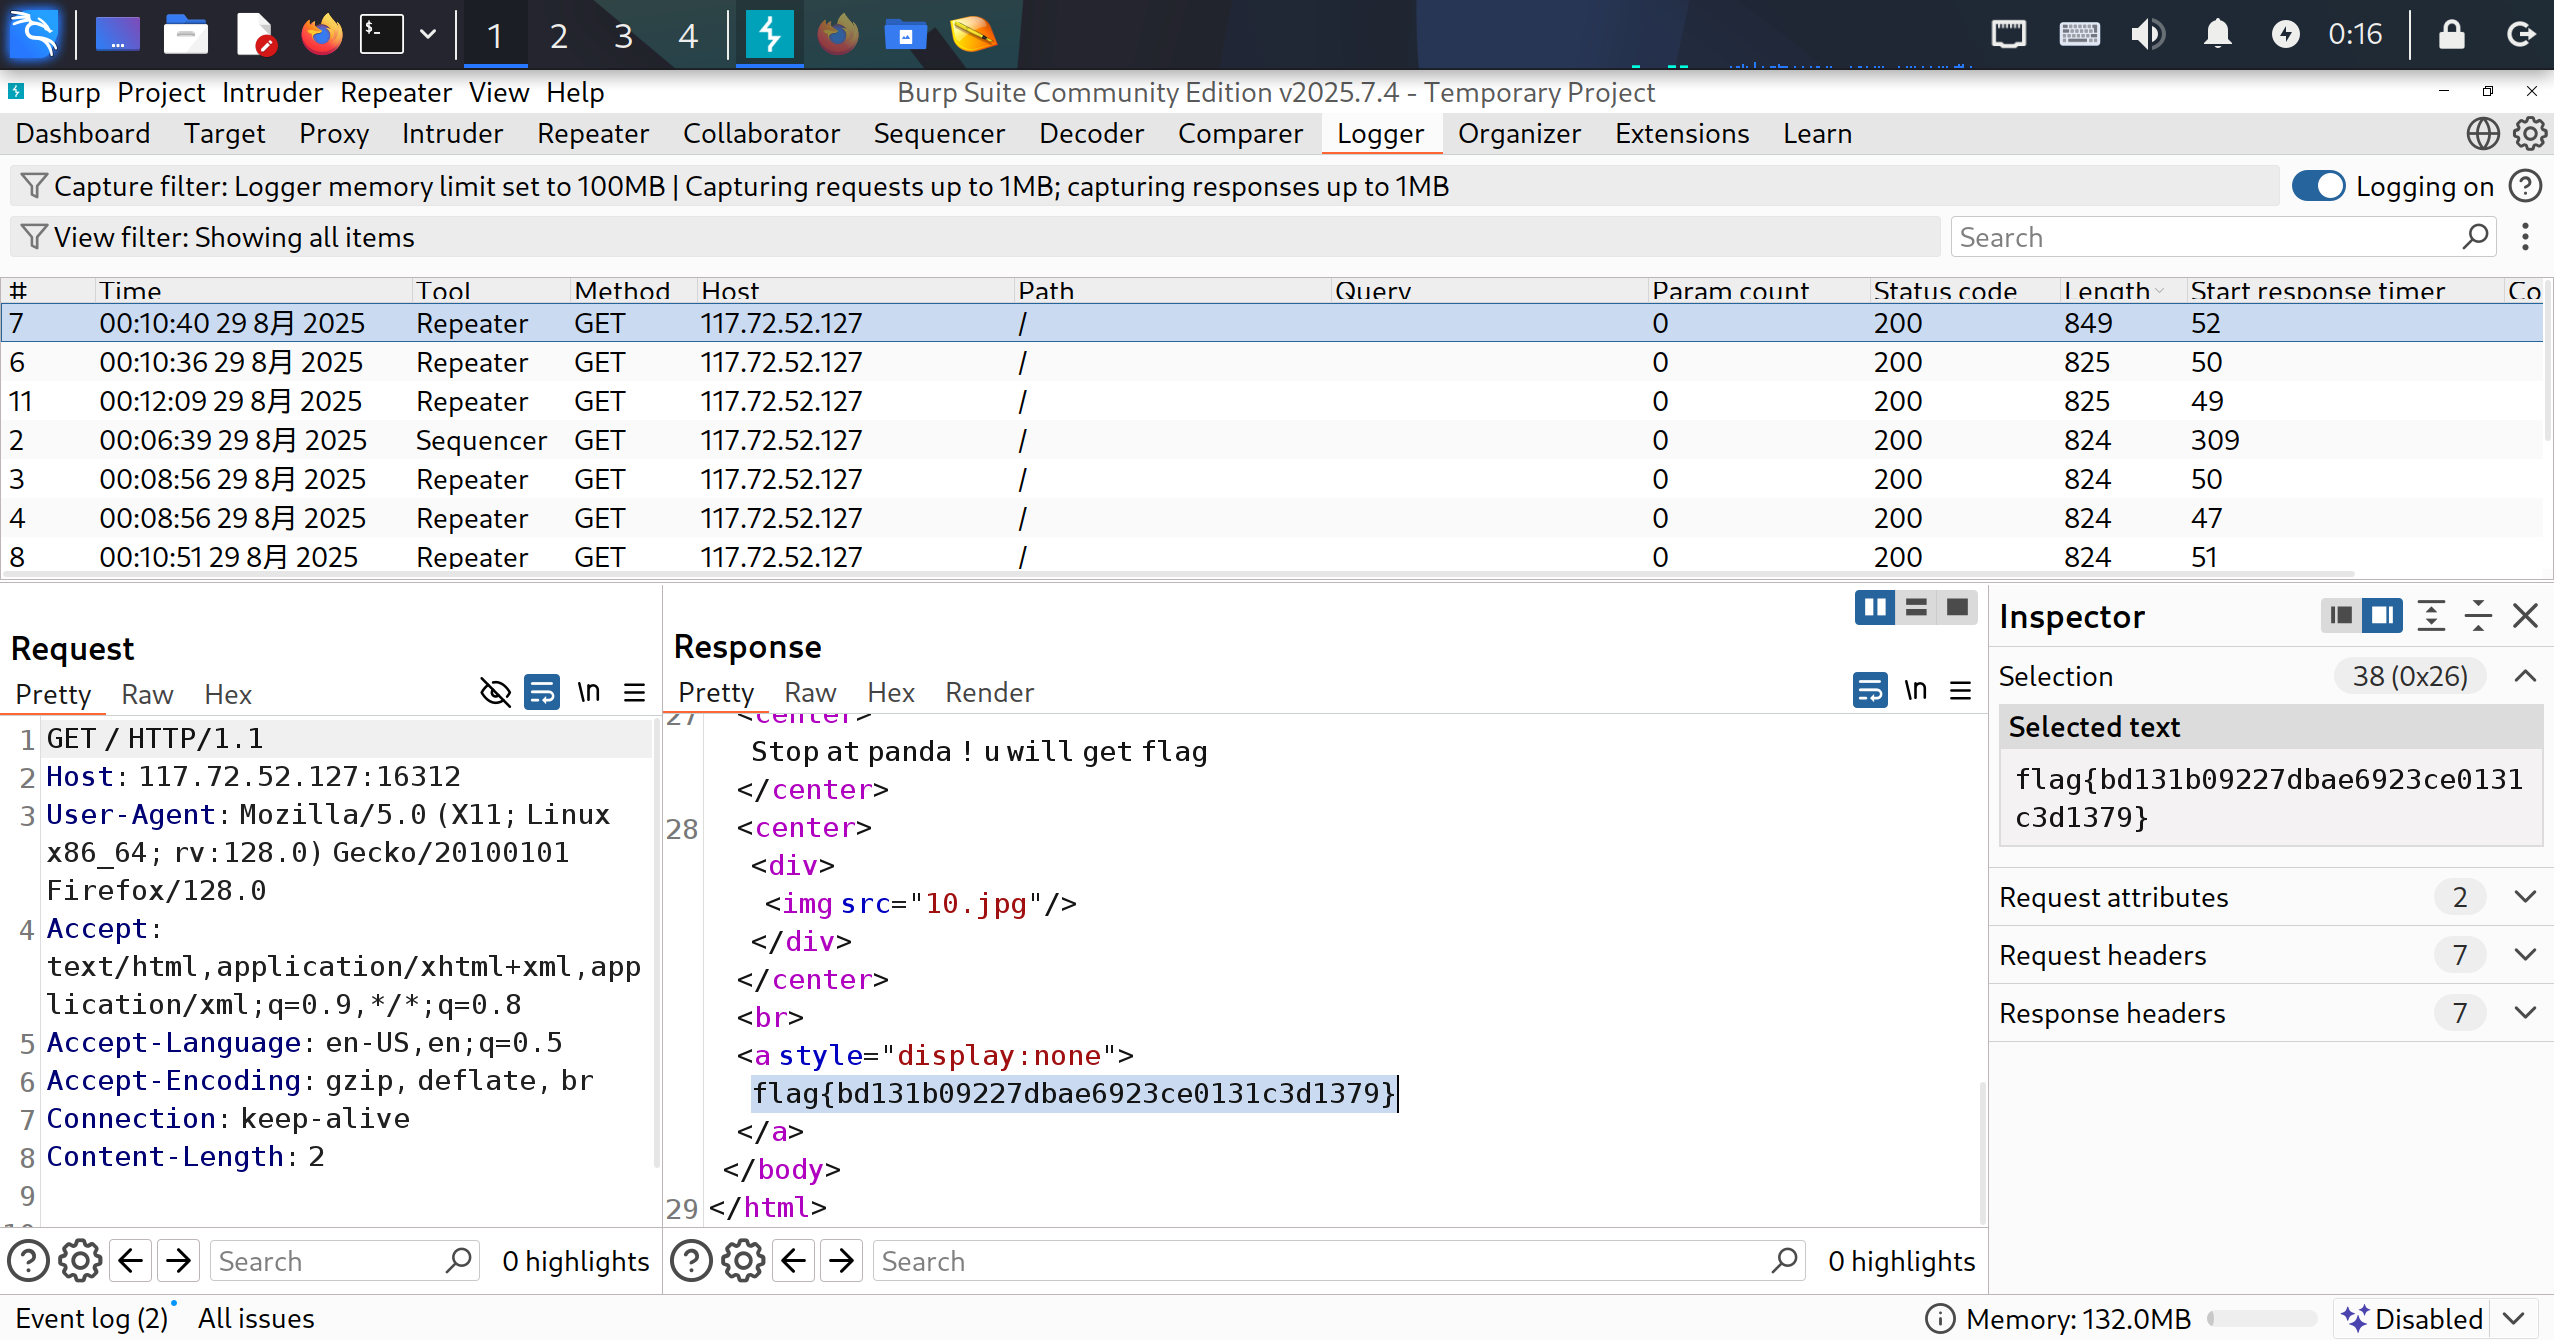 1 2 3 4 0:16
Burp Project Intruder Repeater View Help Burp Suite Community Edition v2025.7.4 - Temporary Project
Dashboard Target Proxy Intruder Repeater Collaborator Sequencer Decoder Comparer Logger Organizer Extensions Learn
Capture filter: Logger memory limit set to 100MB | Capturing requests up to 1MB; capturing responses up to 1MB Logging on
View filter: Showing all items Search
# Time Tool Method Host Path Query Param count Status code Length Start response timer Co
7 00:10:40 29 8月 2025 Repeater GET 117.72.52.127 / 0 200 849 52
6 00:10:36 29 8月 2025 Repeater GET 117.72.52.127 / 0 200 825 50
11 00:12:09 29 8月 2025 Repeater GET 117.72.52.127 / 0 200 825 49
2 00:06:39 29 8月 2025 Sequencer GET 117.72.52.127 / 0 200 824 309
3 00:08:56 29 8月 2025 Repeater GET 117.72.52.127 / 0 200 824 50
4 00:08:56 29 8月 2025 Repeater GET 117.72.52.127 / 0 200 824 47
8 00:10:51 29 8月 2025 Repeater GET 117.72.52.127 / 0 200 824 51
Request
Pretty Raw Hex \n
1 GET / HTTP/1.1
2 Host: 117.72.52.127:16312
3 User-Agent: Mozilla/5.0 (X11; Linux
x86_64; rv:128.0) Gecko/20100101
Firefox/128.0
4 Accept:
text/html,application/xhtml+xml,app
lication/xml;q=0.9,*/*;q=0.8
5 Accept-Language: en-US,en;q=0.5
6 Accept-Encoding: gzip, deflate, br
7 Connection: keep-alive
8 Content-Length: 2
9
10
Search 0 highlights
Response
Pretty Raw Hex Render \n
27 <center>
Stop at panda ! u will get flag
</center>
28 <center>
<div>
<img src="10.jpg"/>
</div>
</center>
<br>
<a style="display:none">
flag{bd131b09227dbae6923ce0131c3d1379}
</a>
</body>
29 </html>
Search 0 highlights
Inspector
Selection 38 (0x26)
Selected text
flag{bd131b09227dbae6923ce0131
c3d1379}
Request attributes 2
Request headers 7
Response headers 7
Event log (2) All issues Memory: 132.0MB Disabled